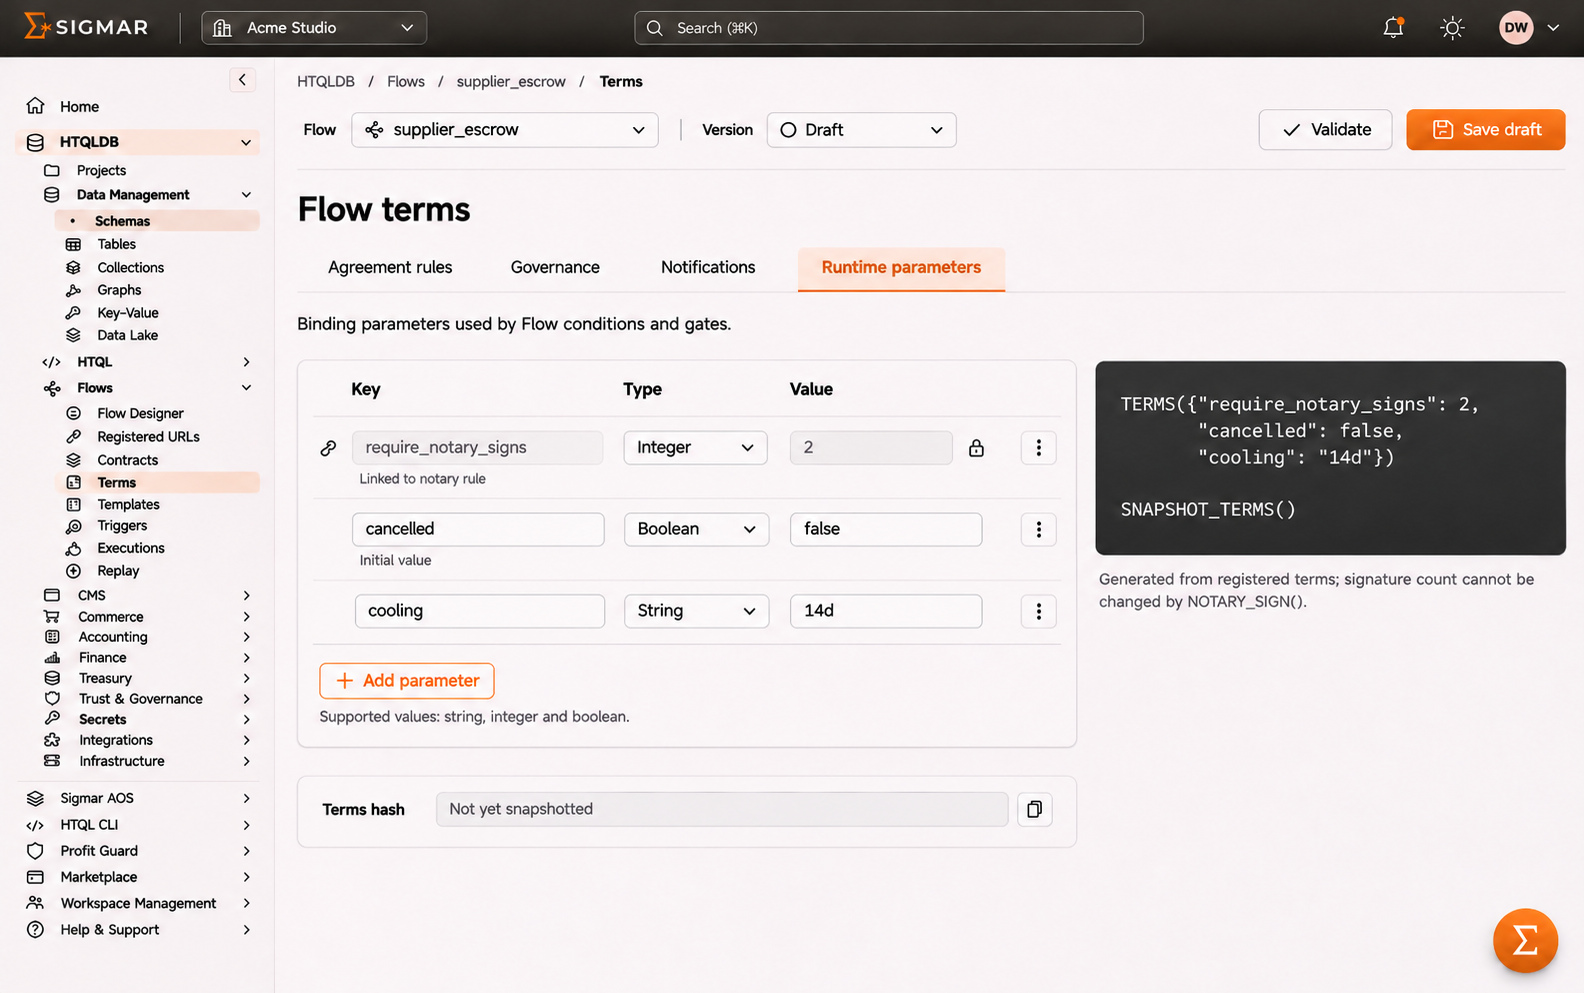 SIGMAR
Acme Studio
Search (⌘K)
DW
Home
HTQLDB
Projects
Data Management
Schemas
Tables
Collections
Graphs
Key-Value
Data Lake
HTQL
Flows
Flow Designer
Registered URLs
Contracts
Terms
Templates
Triggers
Executions
Replay
CMS
Commerce
Accounting
Finance
Treasury
Trust & Governance
Secrets
Integrations
Infrastructure
Sigmar AOS
HTQL CLI
Profit Guard
Marketplace
Workspace Management
Help & Support
HTQLDB / Flows / supplier_escrow / Terms
Flow supplier_escrow Version Draft Validate Save draft
Flow terms
Agreement rules Governance Notifications Runtime parameters
Binding parameters used by Flow conditions and gates.
Key Type Value
require_notary_signs Integer 2
Linked to notary rule
cancelled Boolean false
Initial value
cooling String 14d
+ Add parameter
Supported values: string, integer and boolean.
Terms hash Not yet snapshotted
TERMS({"require_notary_signs": 2,
"cancelled": false,
"cooling": "14d"})
SNAPSHOT_TERMS()
Generated from registered terms; signature count cannot be
changed by NOTARY_SIGN().
Σ